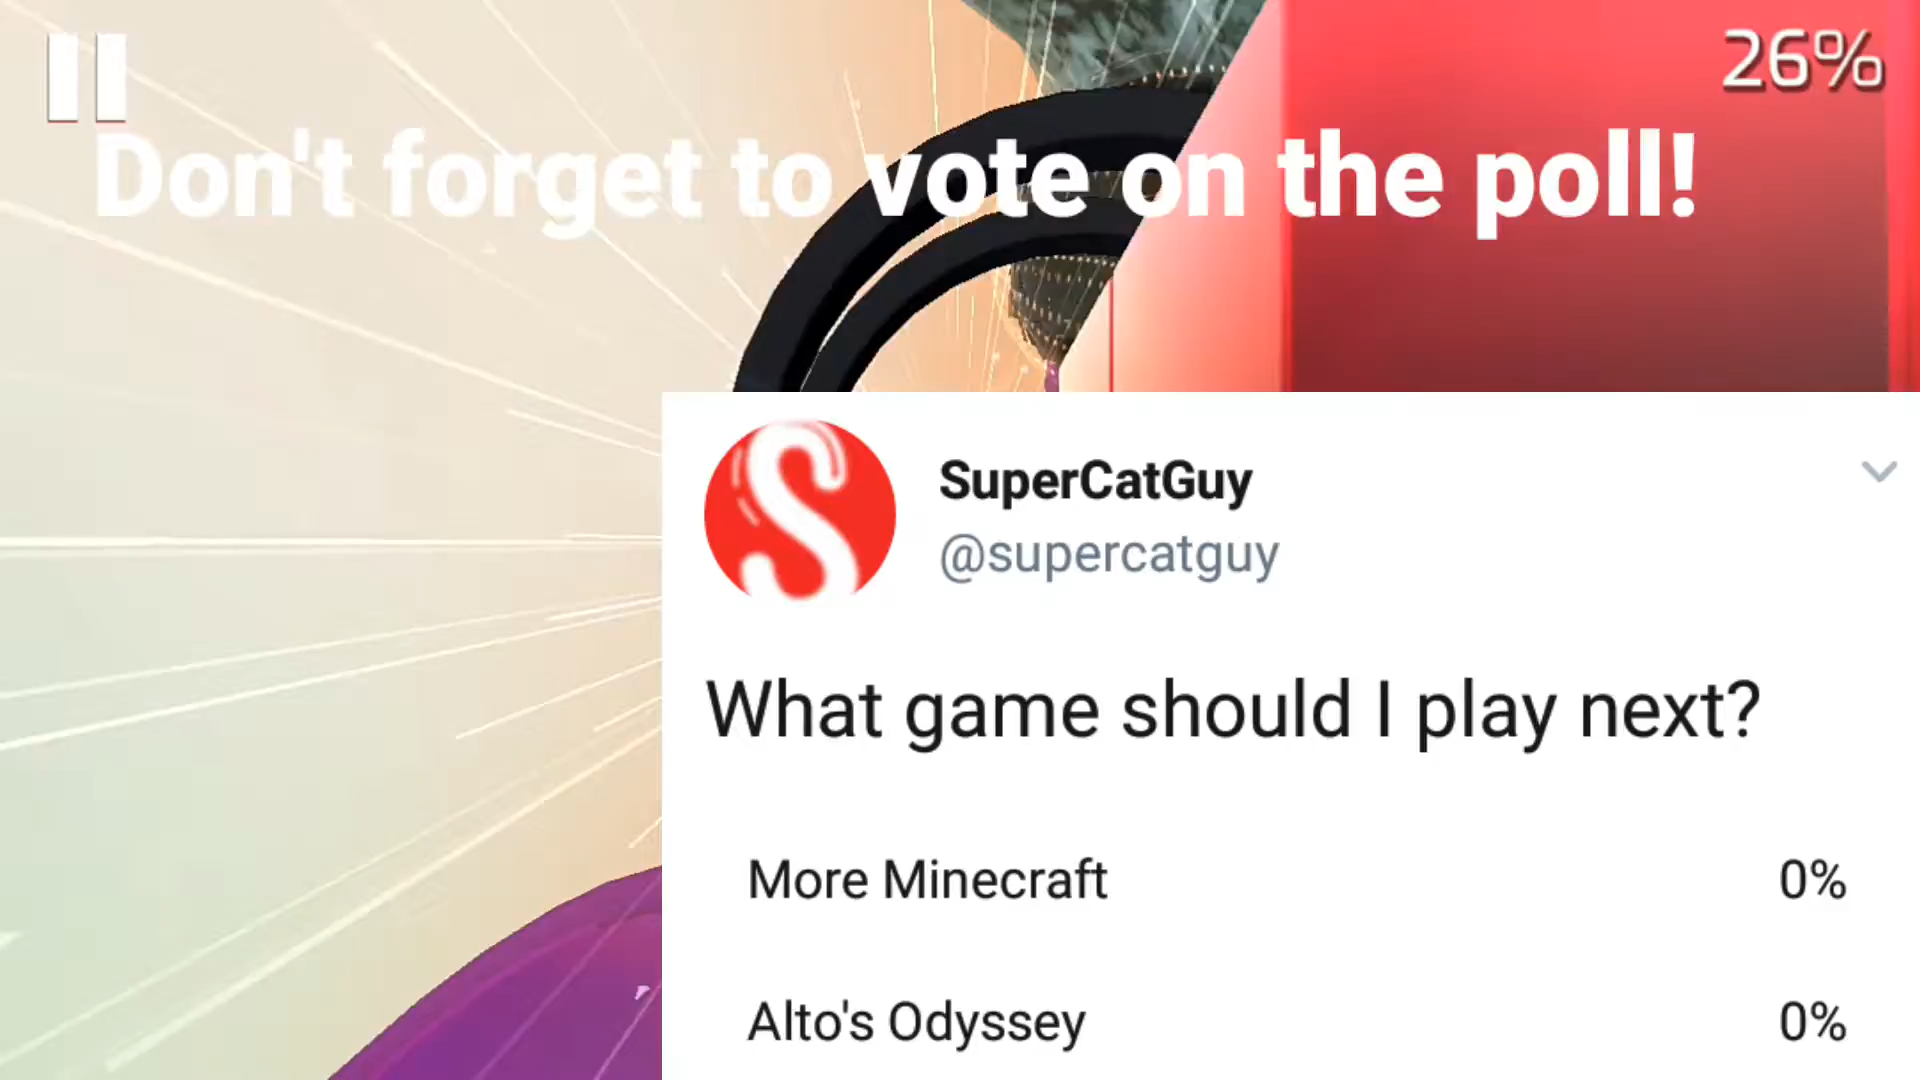 26%
Don't forget to vote on the poll!
S
SuperCatGuy
@supercatguy
What game should I play next?
More Minecraft 0%
Alto's Odyssey 0%